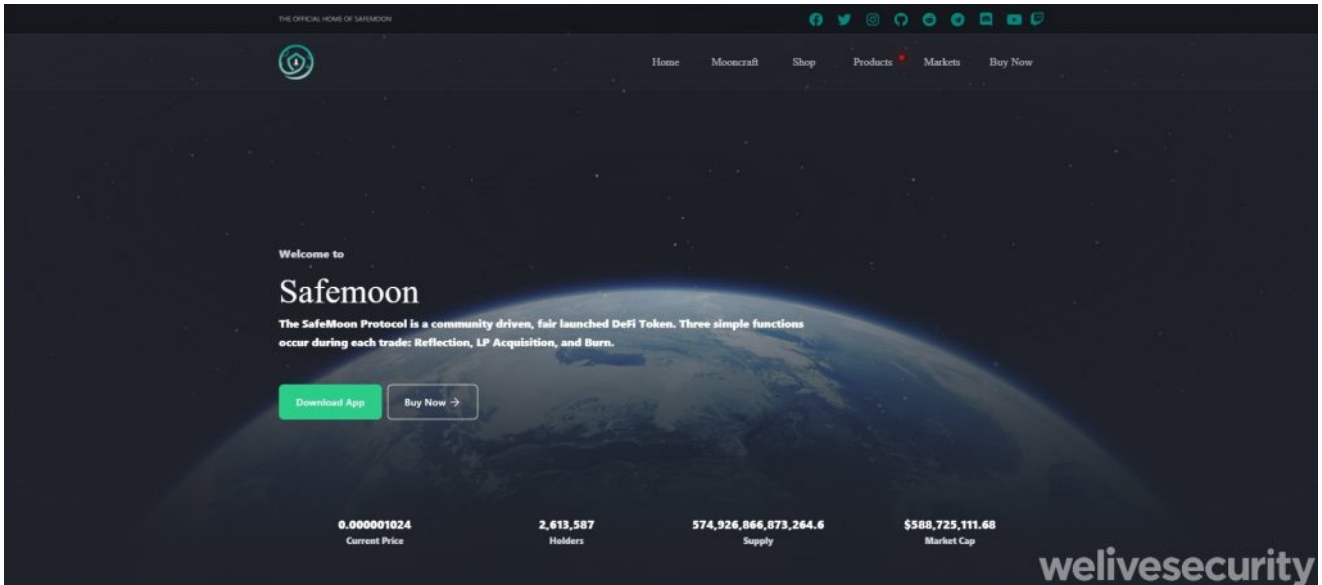 THE OFFICIAL HOME OF SAFEMOON
Home Mooncraft Shop Products Markets Buy Now
Welcome to
Safemoon
The SafeMoon Protocol is a community driven, fair launched DeFi Token. Three simple functions
occur during each trade: Reflection, LP Acquisition, and Burn.
Download App Buy Now →
0.000001024 2,613,587 574,926,866,873,264.6 $588,725,111.68
Current Price Holders Supply Market Cap
welivesecurity